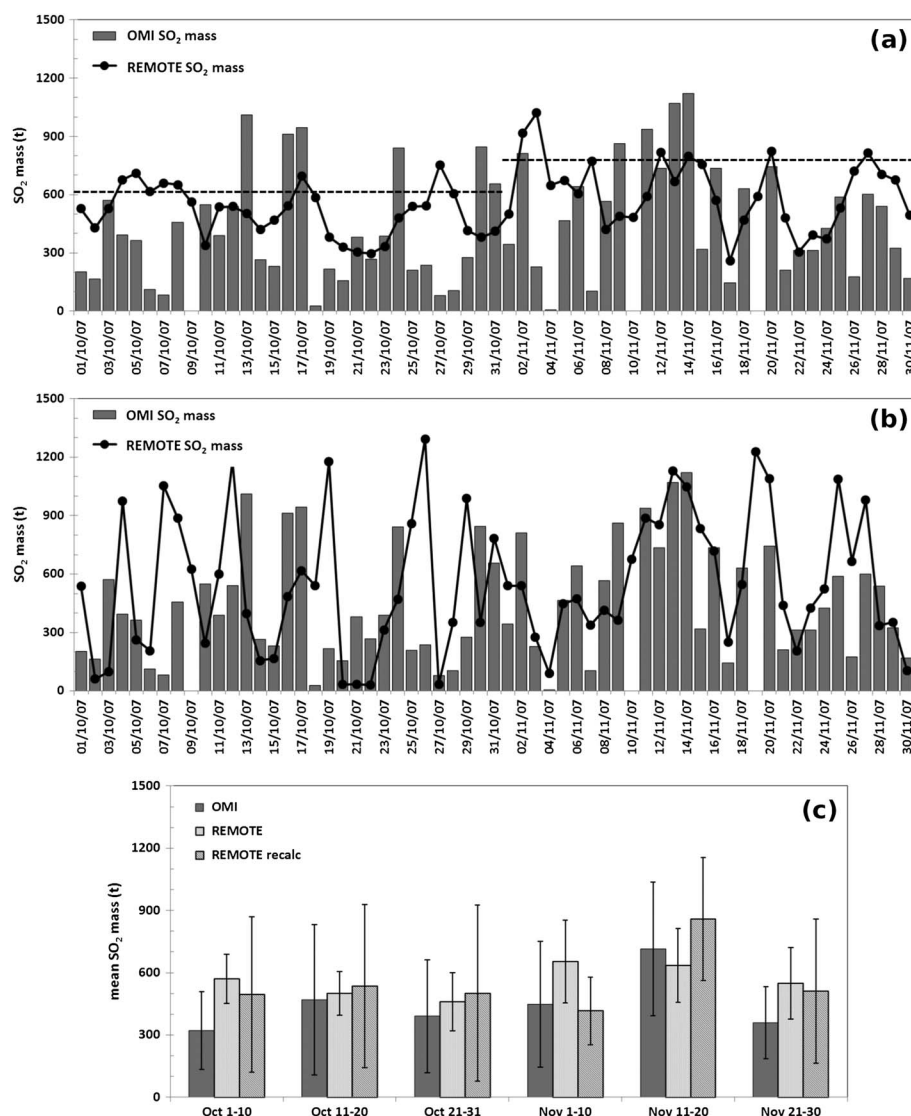 (a)
OMI SO₂ mass
REMOTE SO₂ mass
SO₂ mass (t)
1500
1200
900
600
300
0
01/10/07 03/10/07 05/10/07 07/10/07 09/10/07 11/10/07 13/10/07 15/10/07 17/10/07 19/10/07 21/10/07 23/10/07 25/10/07 27/10/07 29/10/07 31/10/07 02/11/07 04/11/07 06/11/07 08/11/07 10/11/07 12/11/07 14/11/07 16/11/07 18/11/07 20/11/07 22/11/07 24/11/07 26/11/07 28/11/07 30/11/07
(b)
OMI SO₂ mass
REMOTE SO₂ mass
SO₂ mass (t)
1500
1200
900
600
300
0
01/10/07 03/10/07 05/10/07 07/10/07 09/10/07 11/10/07 13/10/07 15/10/07 17/10/07 19/10/07 21/10/07 23/10/07 25/10/07 27/10/07 29/10/07 31/10/07 02/11/07 04/11/07 06/11/07 08/11/07 10/11/07 12/11/07 14/11/07 16/11/07 18/11/07 20/11/07 22/11/07 24/11/07 26/11/07 28/11/07 30/11/07
(c)
OMI
REMOTE
REMOTE recalc
mean SO₂ mass (t)
1500
1200
900
600
300
0
Oct 1-10 Oct 11-20 Oct 21-31 Nov 1-10 Nov 11-20 Nov 21-30